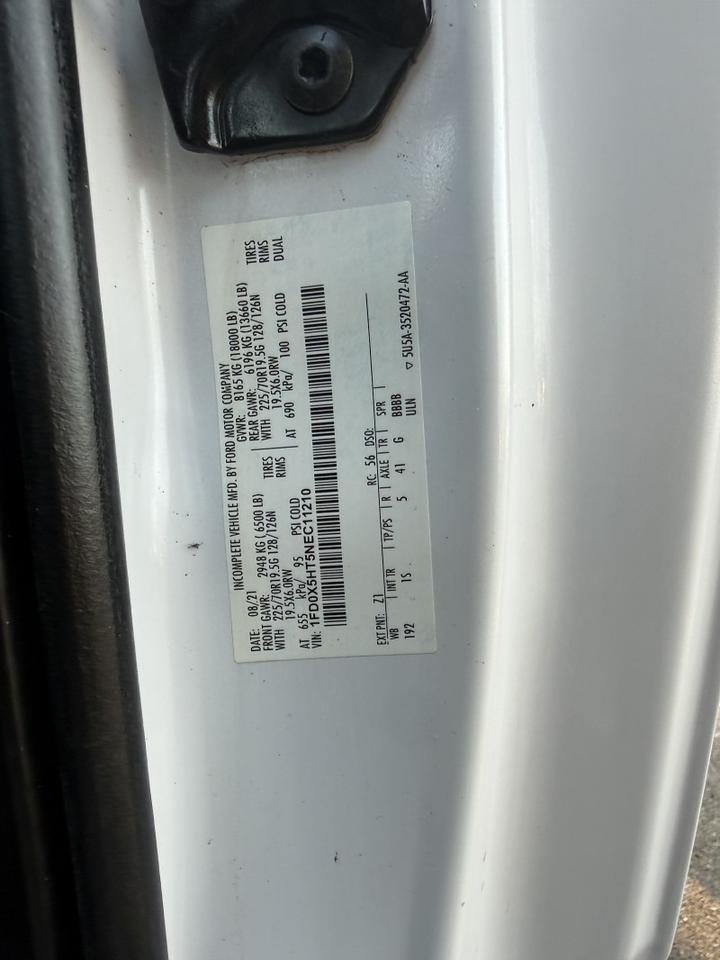 INCOMPLETE VEHICLE MFD. BY FORD MOTOR COMPANY
DATE: 08/21 GVWR: 8165 KG (18000 LB)
FRONT GAWR: 2948 KG ( 6500 LB) REAR GAWR: 6196 KG (13660 LB)
WITH 225/70R19.5G 128/126N TIRES WITH 225/70R19.5G 128/126N TIRES
19.5X6.0RW RIMS 19.5X6.0RW RIMS
AT 655 kPa/ 95 PSI COLD AT 690 kPa/ 100 PSI COLD DUAL
VIN: 1FD0X5HT5NEC11210
EXT PNT: Z1 RC: 56 DSO:
WB INT TR TP/PS R AXLE TR SPR
192 1S 5 41 G BBBB
ULN ▽ 5U5A-3520472-AA